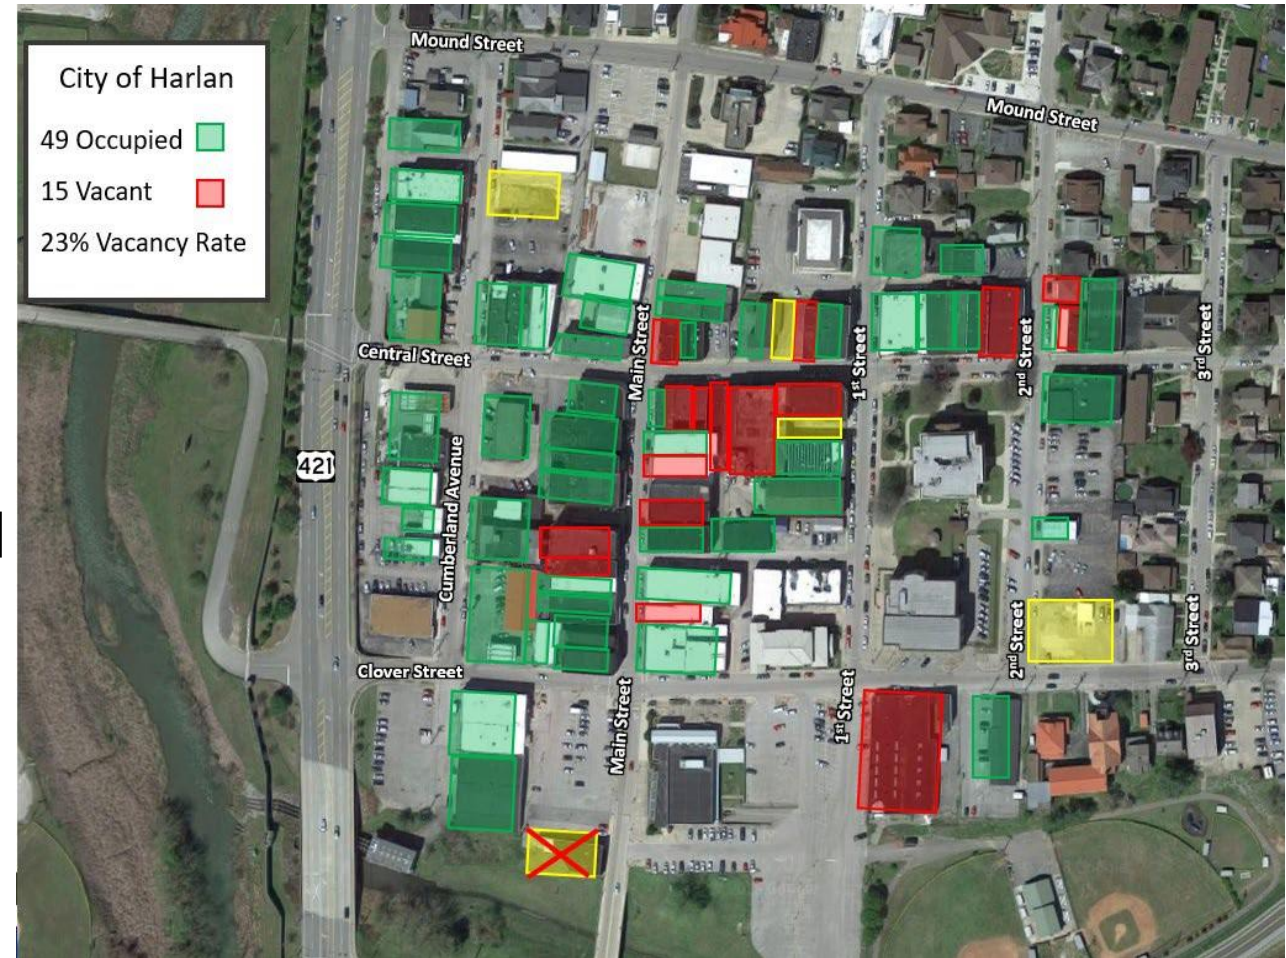 City of Harlan
49 Occupied
15 Vacant
23% Vacancy Rate
Mound Street
Mound Street
Main Street
1st Street
2nd Street
3rd Street
Central Street
421
Cumberland Avenue
2nd Street
3rd Street
Clover Street
Main Street
1st Street